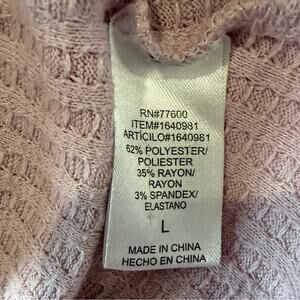 RN#77600
ITEM#1640981
ARTÍCILO#1640981
62% POLYESTER/
POLIESTER
35% RAYON/
RAYON
3% SPANDEX/
ELASTANO
L
MADE IN CHINA
HECHO EN CHINA